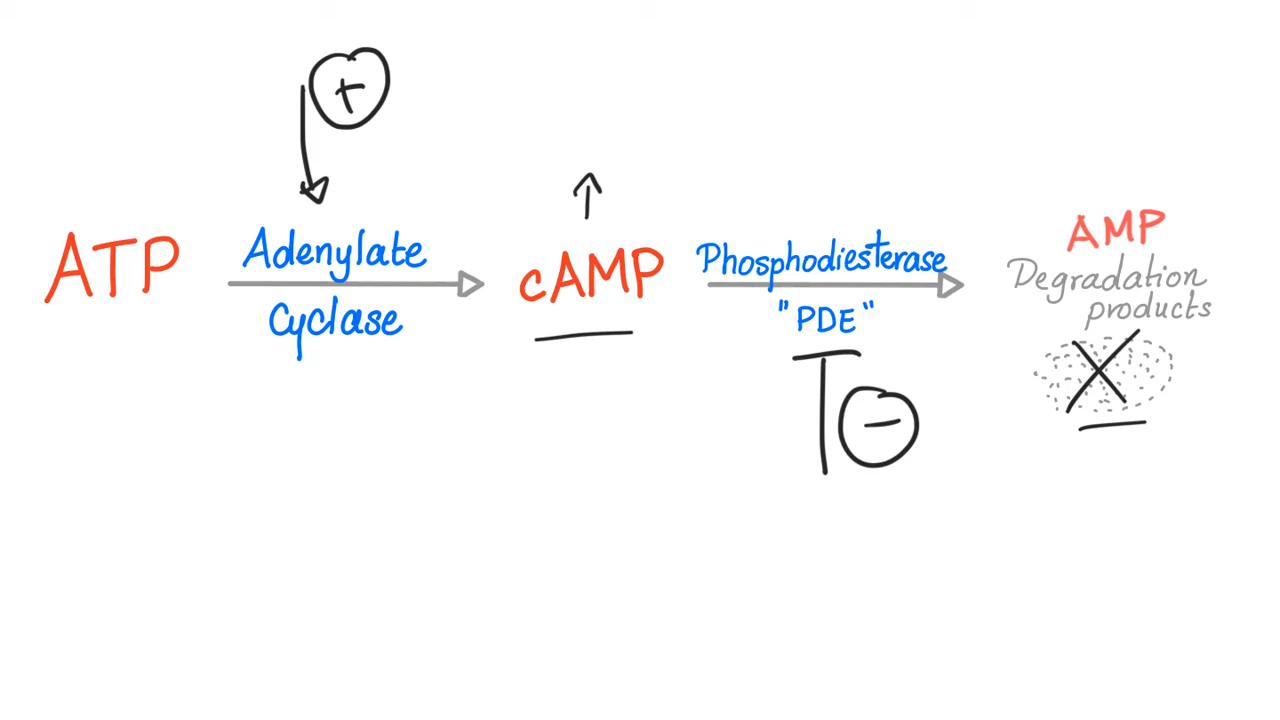 +
↑
ATP
Adenylate
Cyclase
cAMP
Phosphodiesterase
"PDE"
AMP
Degradation
products
−